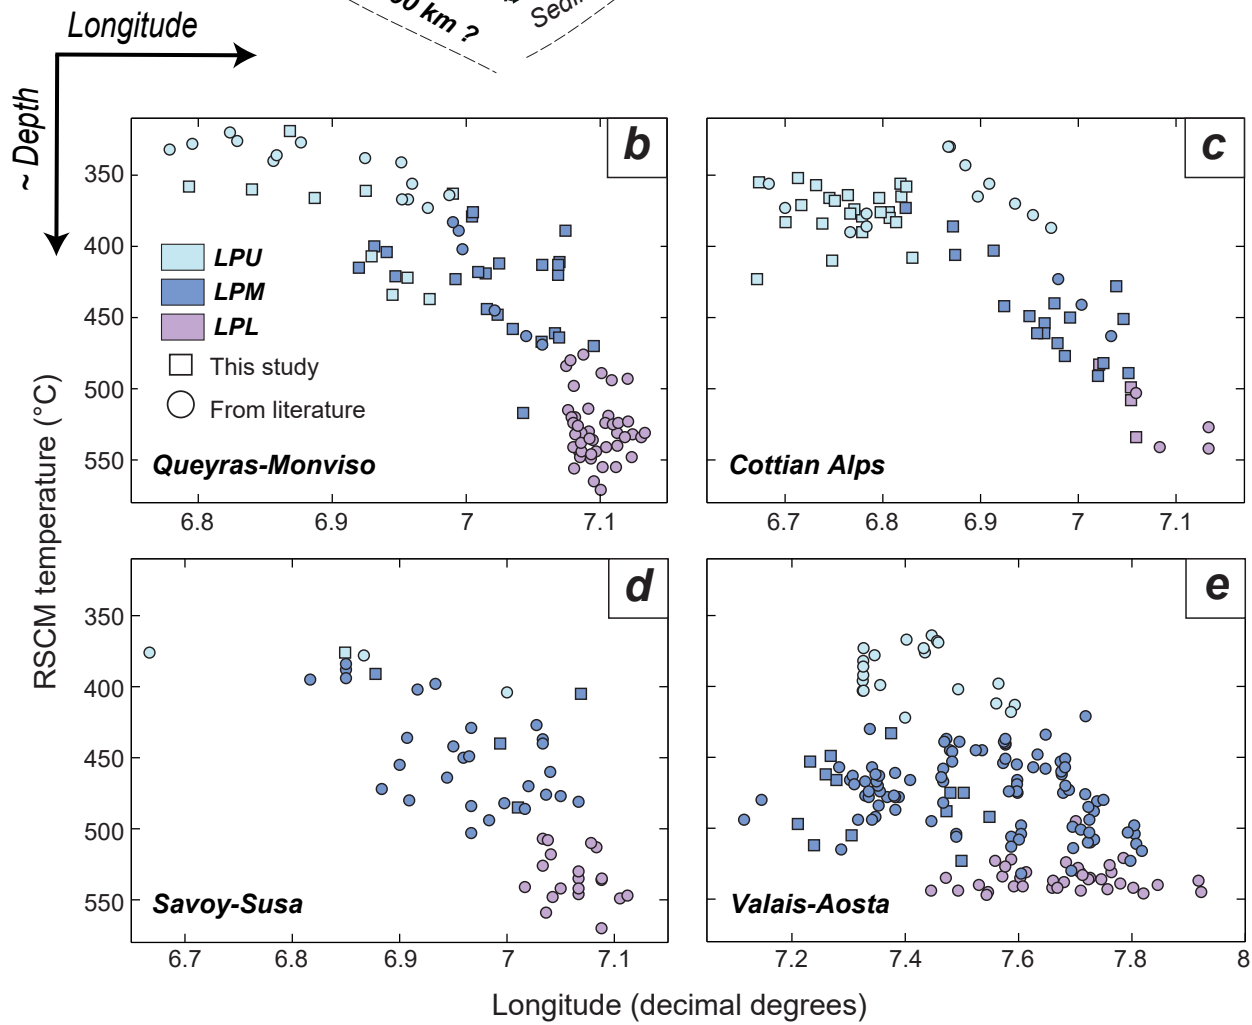 0 km ?
Sedi
Longitude
~ Depth
b
c
350
400
450
500
550
LPU
LPM
LPL
This study
From literature
Queyras-Monviso
Cottian Alps
6.8 6.9 7 7.1
6.7 6.8 6.9 7 7.1
RSCM temperature (°C)
d
e
350
400
450
500
550
Savoy-Susa
Valais-Aosta
6.7 6.8 6.9 7 7.1
7.2 7.4 7.6 7.8 8
Longitude (decimal degrees)